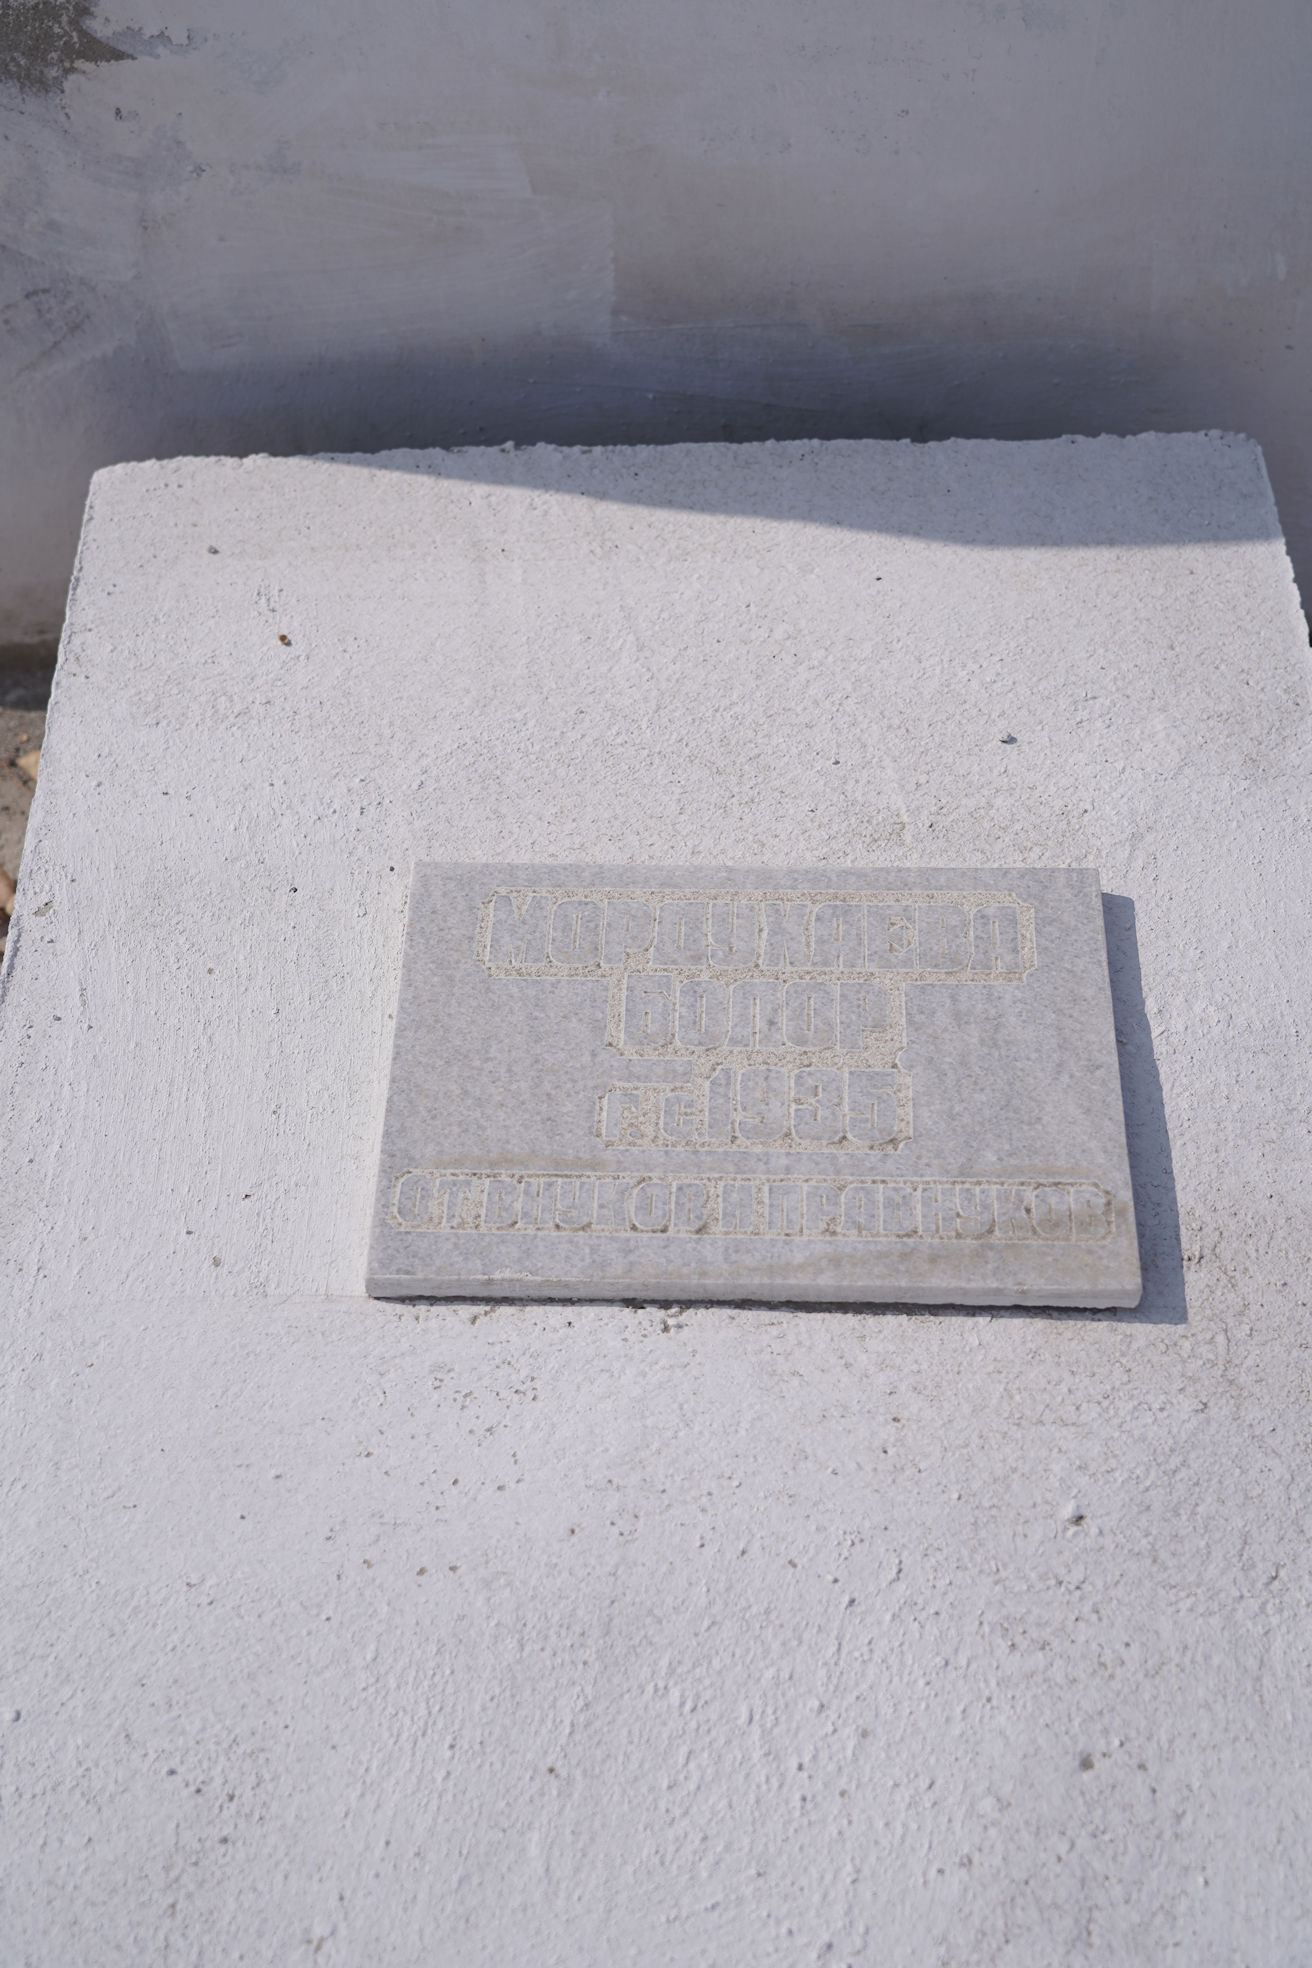 МОРДУХАЕВА
БОЛОР
Г. С. 1935
ОТ ВНУКОВ И ПРАВНУКОВ